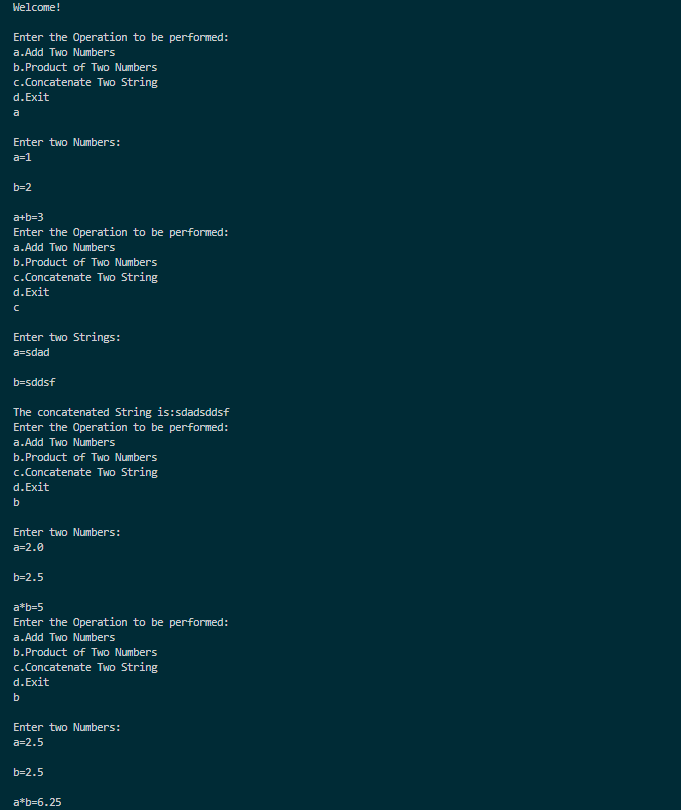 Welcome!
Enter the Operation to be performed:
a.Add Two Numbers
b.Product of Two Numbers
c.Concatenate Two String
d.Exit
a
Enter two Numbers:
a=1
b=2
a+b=3
Enter the Operation to be performed:
a.Add Two Numbers
b.Product of Two Numbers
c.Concatenate Two String
d.Exit
c
Enter two Strings:
a=sdad
b=sddsf
The concatenated String is:sdadsddsf
Enter the Operation to be performed:
a.Add Two Numbers
b.Product of Two Numbers
c.Concatenate Two String
d.Exit
b
Enter two Numbers:
a=2.0
b=2.5
a*b=5
Enter the Operation to be performed:
a.Add Two Numbers
b.Product of Two Numbers
c.Concatenate Two String
d.Exit
b
Enter two Numbers:
a=2.5
b=2.5
a*b=6.25